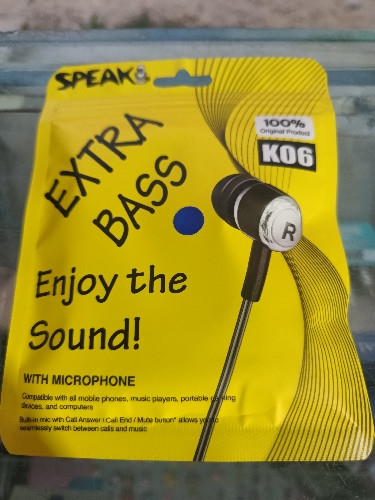 SPEAK
100%
Original Product
K06
EXTRA
BASS
R
Enjoy the
Sound!
WITH MICROPHONE
Compatible with all mobile phones, music players, portable gaming
devices, and computers
Built-in mic with Call Answer / Call End / Mute button* allows you to
seamlessly switch between calls and music